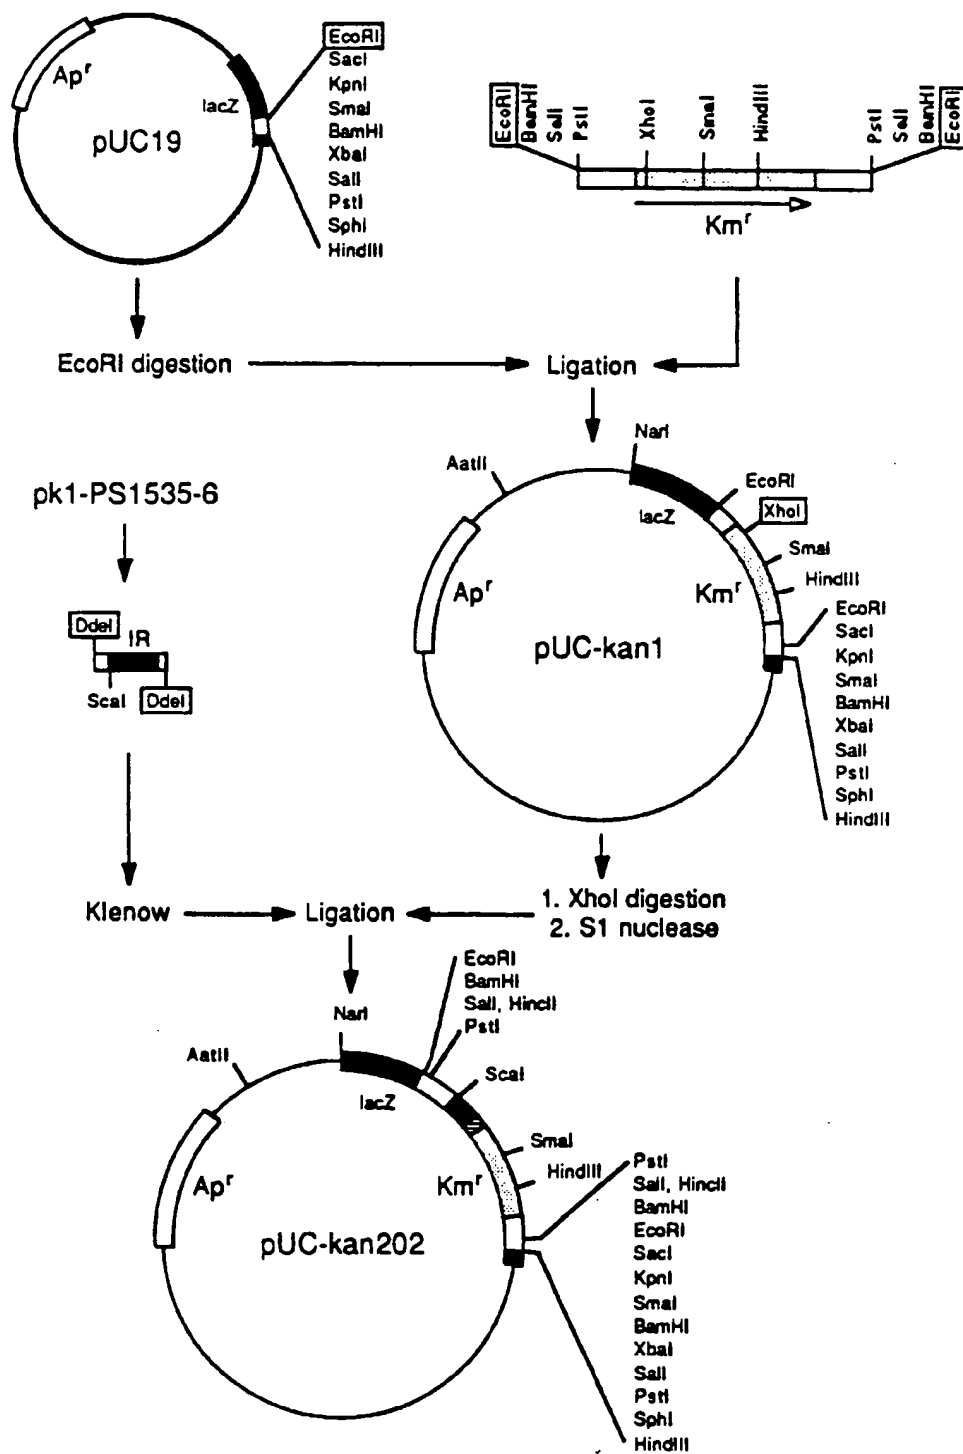 Ap^r
lacZ
pUC19
EcoRI
SacI
KpnI
SmaI
BamHI
XbaI
SalI
PstI
SphI
HindIII
EcoRI
BamHI
SalI
PstI
XhoI
SmaI
HindIII
PstI
SalI
BamHI
EcoRI
Km^r
EcoRI digestion
Ligation
pk1-PS1535-6
DdeI
IR
ScaI
DdeI
NarI
AatII
EcoRI
lacZ
XhoI
SmaI
HindIII
Ap^r
Km^r
pUC-kan1
EcoRI
SacI
KpnI
SmaI
BamHI
XbaI
SalI
PstI
SphI
HindIII
Klenow
Ligation
1. XhoI digestion
2. S1 nuclease
EcoRI
BamHI
SalI, HincII
PstI
NarI
AatII
ScaI
lacZ
SmaI
HindIII
Ap^r
Km^r
pUC-kan202
PstI
SalI, HincII
BamHI
EcoRI
SacI
KpnI
SmaI
BamHI
XbaI
SalI
PstI
SphI
HindIII